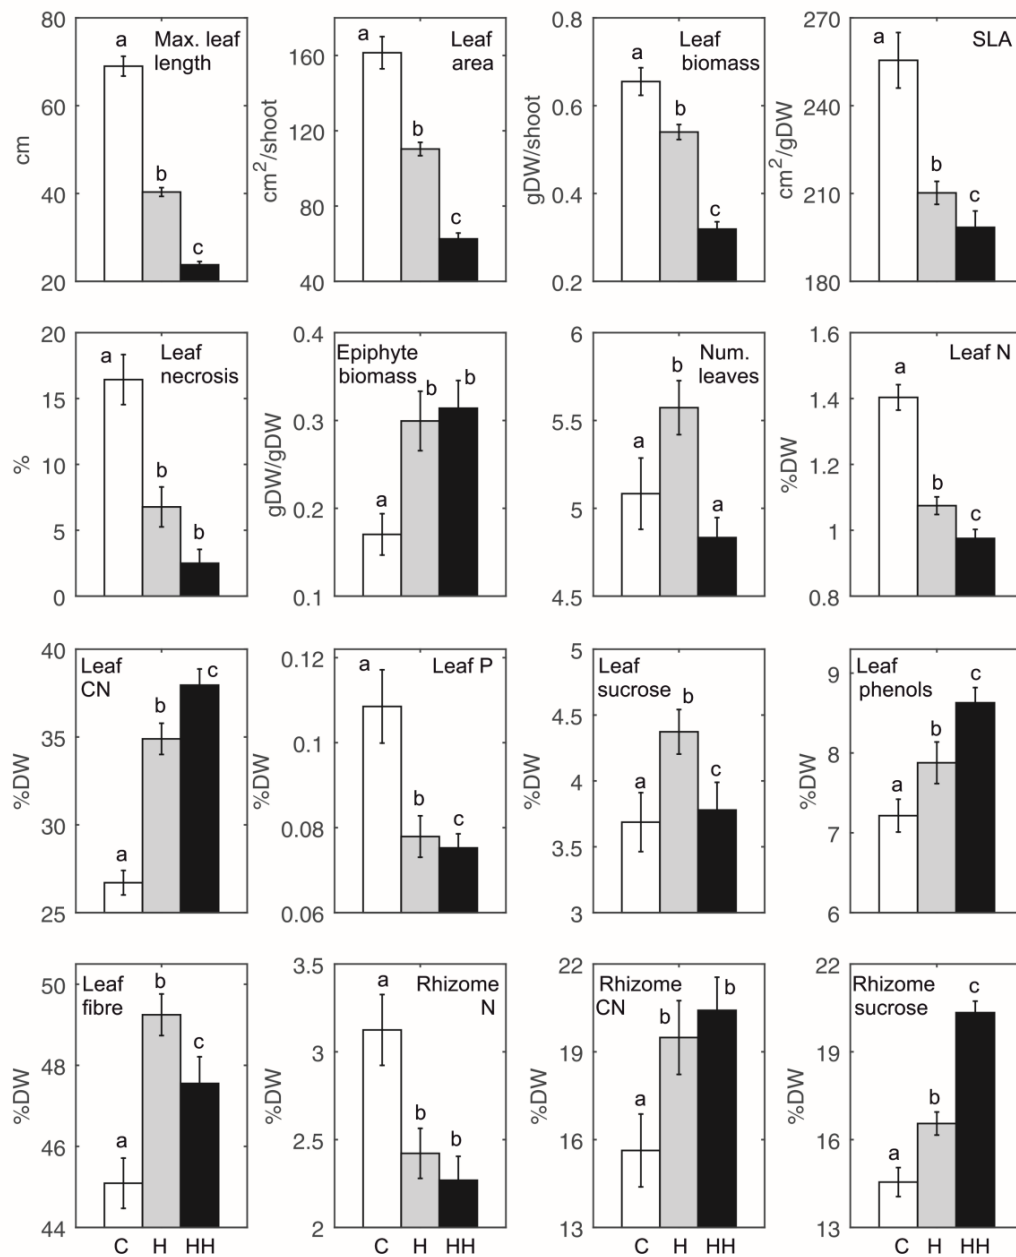 80
60
40
20
cm
a
b
c
Max. leaf
length
160
120
80
40
cm²/shoot
a
b
c
Leaf
area
0.8
0.6
0.4
0.2
gDW/shoot
a
b
c
Leaf
biomass
270
240
210
180
cm²/gDW
a
b
c
SLA
20
15
10
5
0
%
a
b
b
Leaf
necrosis
0.4
0.3
0.2
0.1
gDW/gDW
Epiphyte
biomass
a
b
b
6
5.5
5
4.5
a
b
a
Num.
leaves
1.6
1.4
1.2
1
0.8
%DW
a
b
c
Leaf N
40
35
30
25
%DW
Leaf
CN
a
b
c
0.12
0.1
0.08
0.06
%DW
a
b
c
Leaf P
5
4.5
4
3.5
3
%DW
Leaf
sucrose
a
b
c
9
8
7
6
%DW
Leaf
phenols
a
b
c
50
48
46
44
%DW
Leaf
fibre
a
b
c
C H HH
3.5
3
2.5
2
%DW
a
b
b
Rhizome
N
C H HH
22
19
16
13
%DW
Rhizome
CN
a
b
b
C H HH
22
19
16
13
%DW
Rhizome
sucrose
a
b
c
C H HH